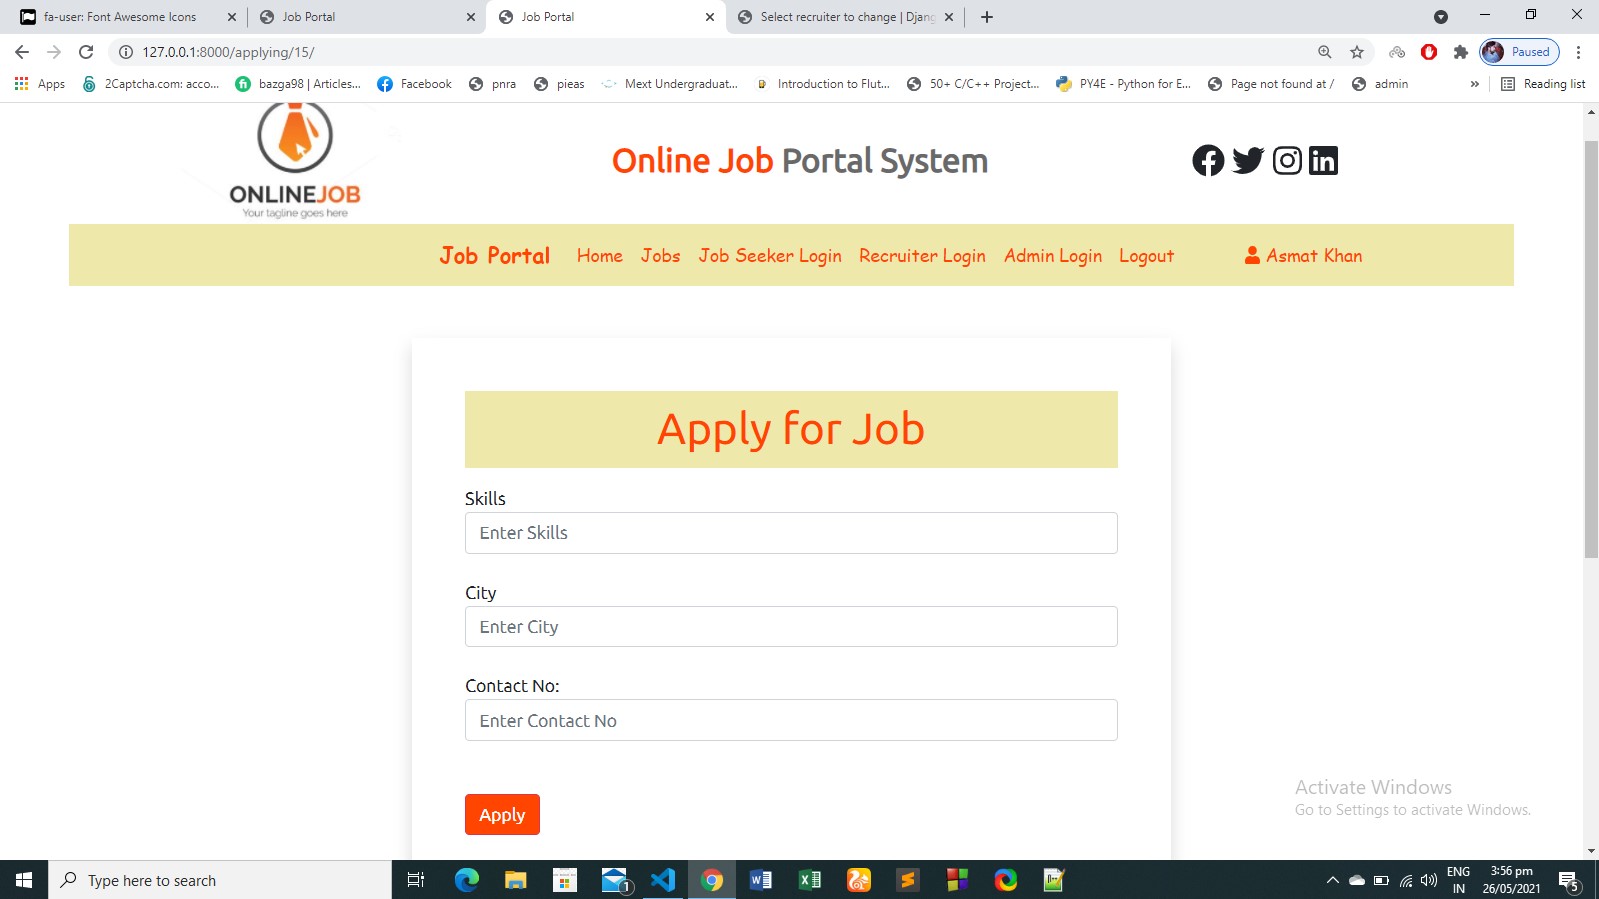 fa-user: Font Awesome Icons
Job Portal
Job Portal
Select recruiter to change | Djang
127.0.0.1:8000/applying/15/
Paused
Apps
2Captcha.com: acco...
bazga98 | Articles...
Facebook
pnra
pieas
Mext Undergraduat...
Introduction to Flut...
50+ C/C++ Project...
PY4E - Python for E...
Page not found at /
admin
»
Reading list
ONLINEJOB
Your tagline goes here
Online Job Portal System
Job Portal
Home
Jobs
Job Seeker Login
Recruiter Login
Admin Login
Logout
Asmat Khan
Apply for Job
Skills
Enter Skills
City
Enter City
Contact No:
Enter Contact No
Apply
Activate Windows
Go to Settings to activate Windows.
Type here to search
1
ENG
IN
3:56 pm
26/05/2021
5